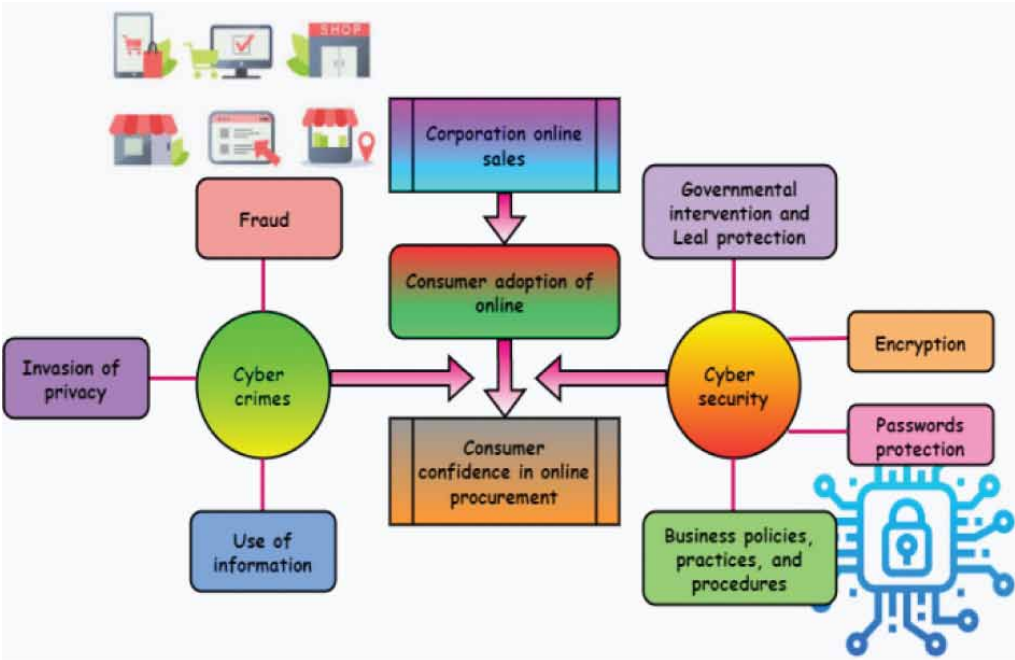 SHOP
Corporation online
sales
Fraud
Governmental
intervention and
Leal protection
Consumer adoption of
online
Invasion of
privacy
Cyber
crimes
Cyber
security
Encryption
Passwords
protection
Consumer
confidence in online
procurement
Use of
information
Business policies,
practices, and
procedures